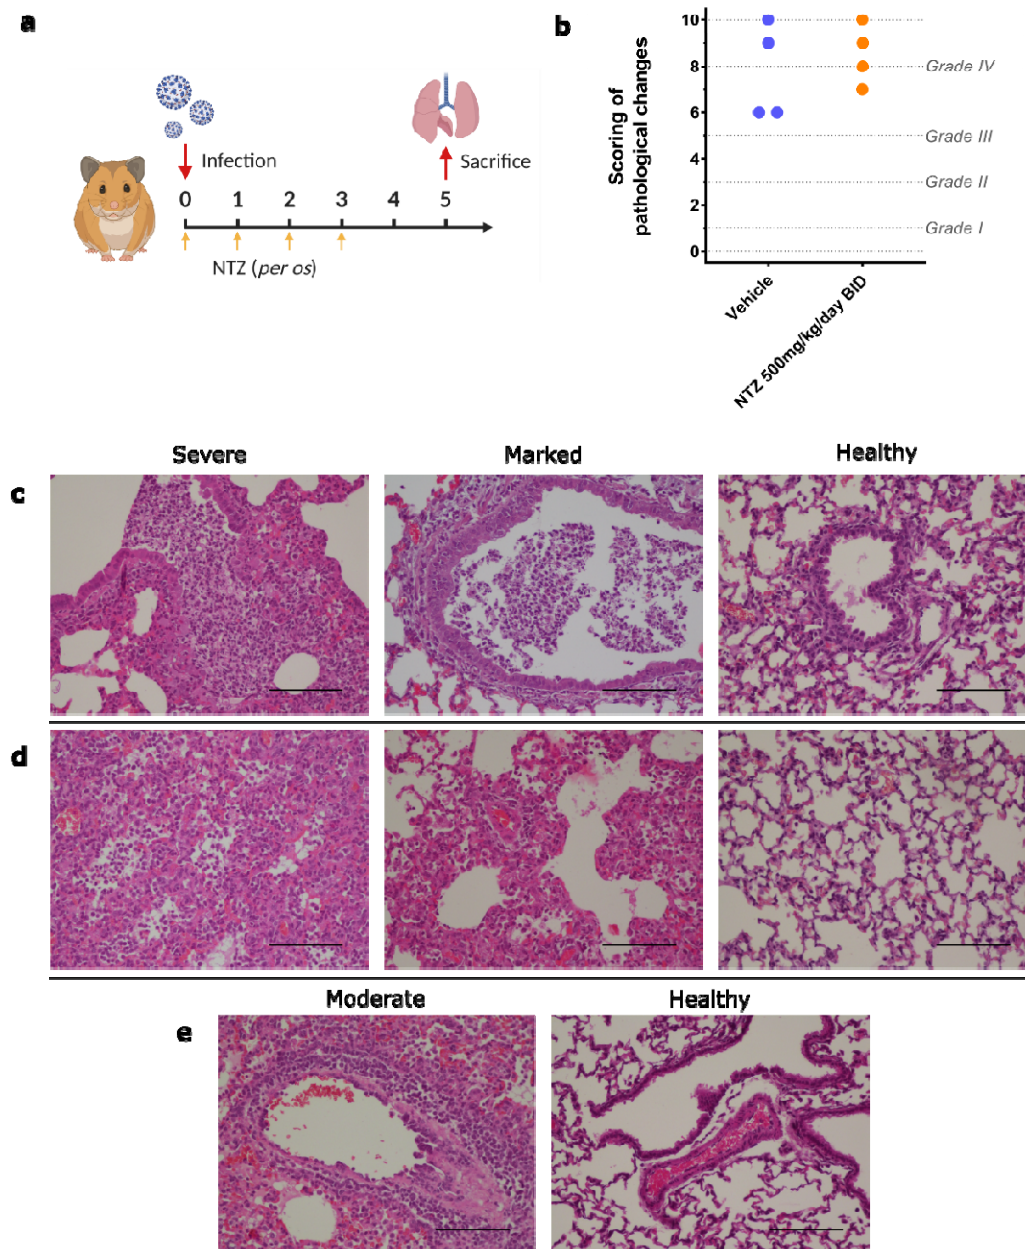 a
Infection
Sacrifice
0 1 2 3 4 5
NTZ (per os)
b
Scoring of
pathological changes
10
8
6
4
2
0
Grade IV
Grade III
Grade II
Grade I
Vehicle
NTZ 500mg/kg/day BID
Severe
Marked
Healthy
c
d
Moderate
Healthy
e